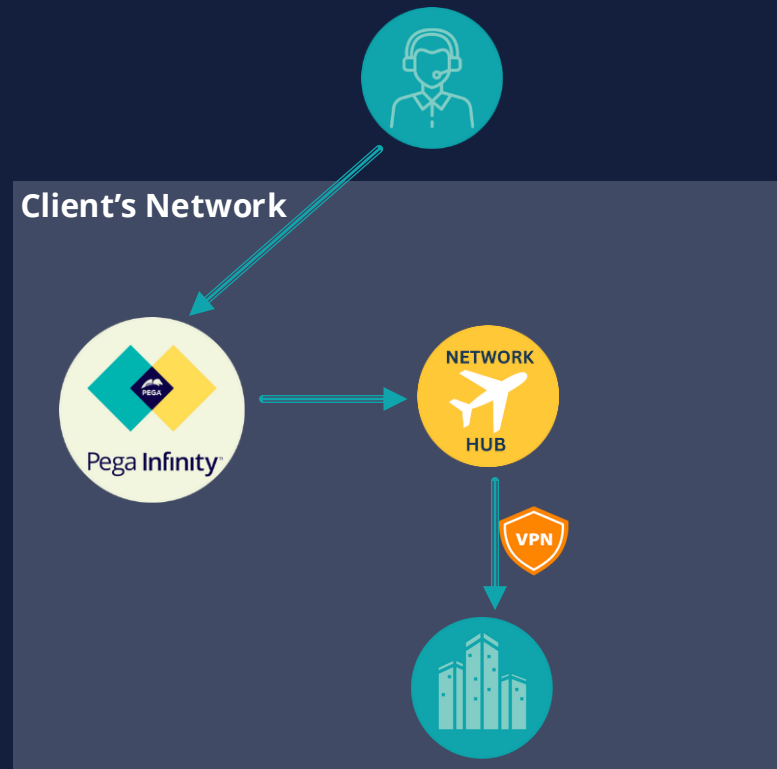 Client’s Network
NETWORK
HUB
PEGA
Pega Infinity
VPN